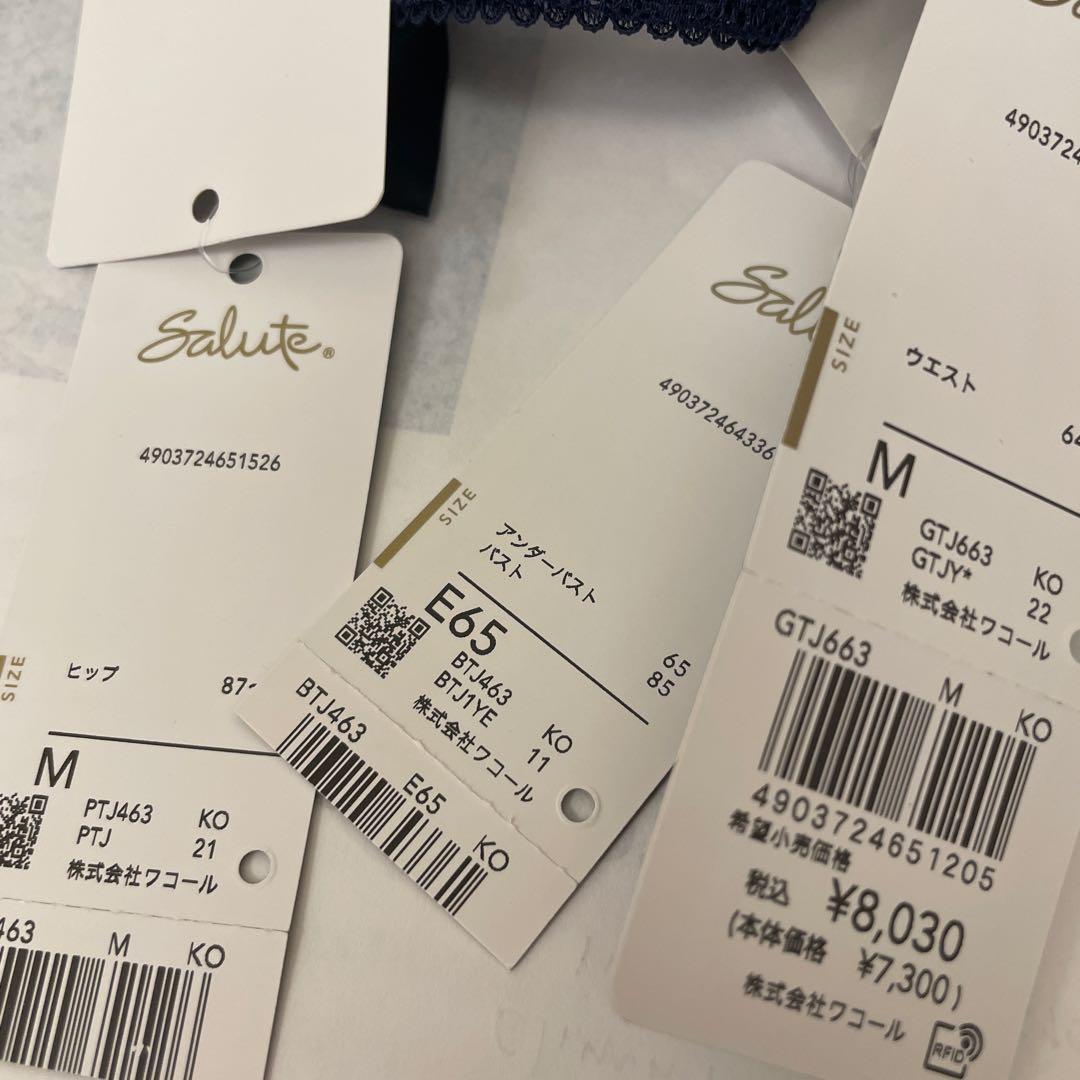 Salute®
4903724651526
SIZE
ヒップ
M
PTJ463 KO
PTJ 21
株式会社ワコール
463 M KO
490372464336
SIZE
アンダーバスト 65
バスト 85
E65
BTJ463 KO
BTJ1YE 11
株式会社ワコール
BTJ463 E65 KO
SIZE
ウエスト
M
GTJ663 KO
GTJY* 22
株式会社ワコール
GTJ663 M KO
4903724651205
希望小売価格
税込 ¥8,030
(本体価格 ¥7,300)
株式会社ワコール
RFID